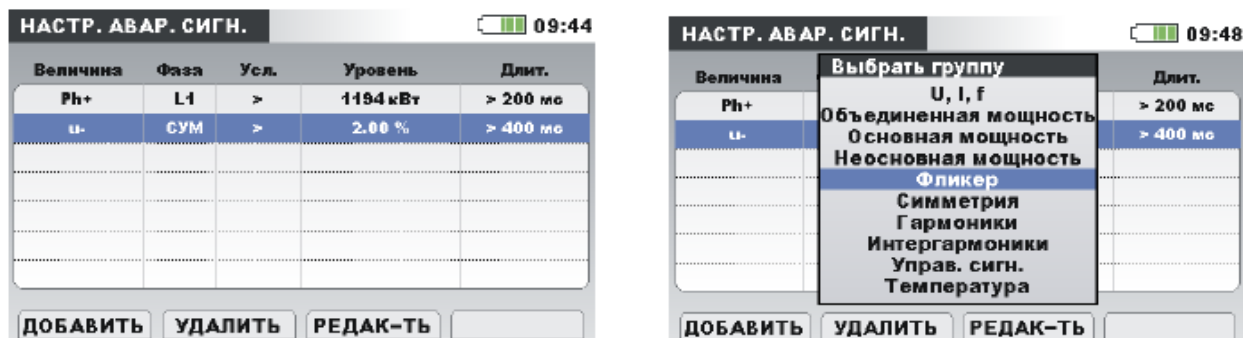 НАСТР. АВАР. СИГН. 09:44
Величина Фаза Усл. Уровень Длит.
Ph+ L1 > 1194 кВт > 200 мс
u- СУМ > 2.00 % > 400 мс
ДОБАВИТЬ УДАЛИТЬ РЕДАК-ТЬ
НАСТР. АВАР. СИГН. 09:48
Величина Длит.
Ph+ > 200 мс
u- > 400 мс
Выбрать группу
U, I, f
Объединенная мощность
Основная мощность
Неосновная мощность
Фликер
Симметрия
Гармоники
Интергармоники
Управ. сигн.
Температура
ДОБАВИТЬ УДАЛИТЬ РЕДАК-ТЬ